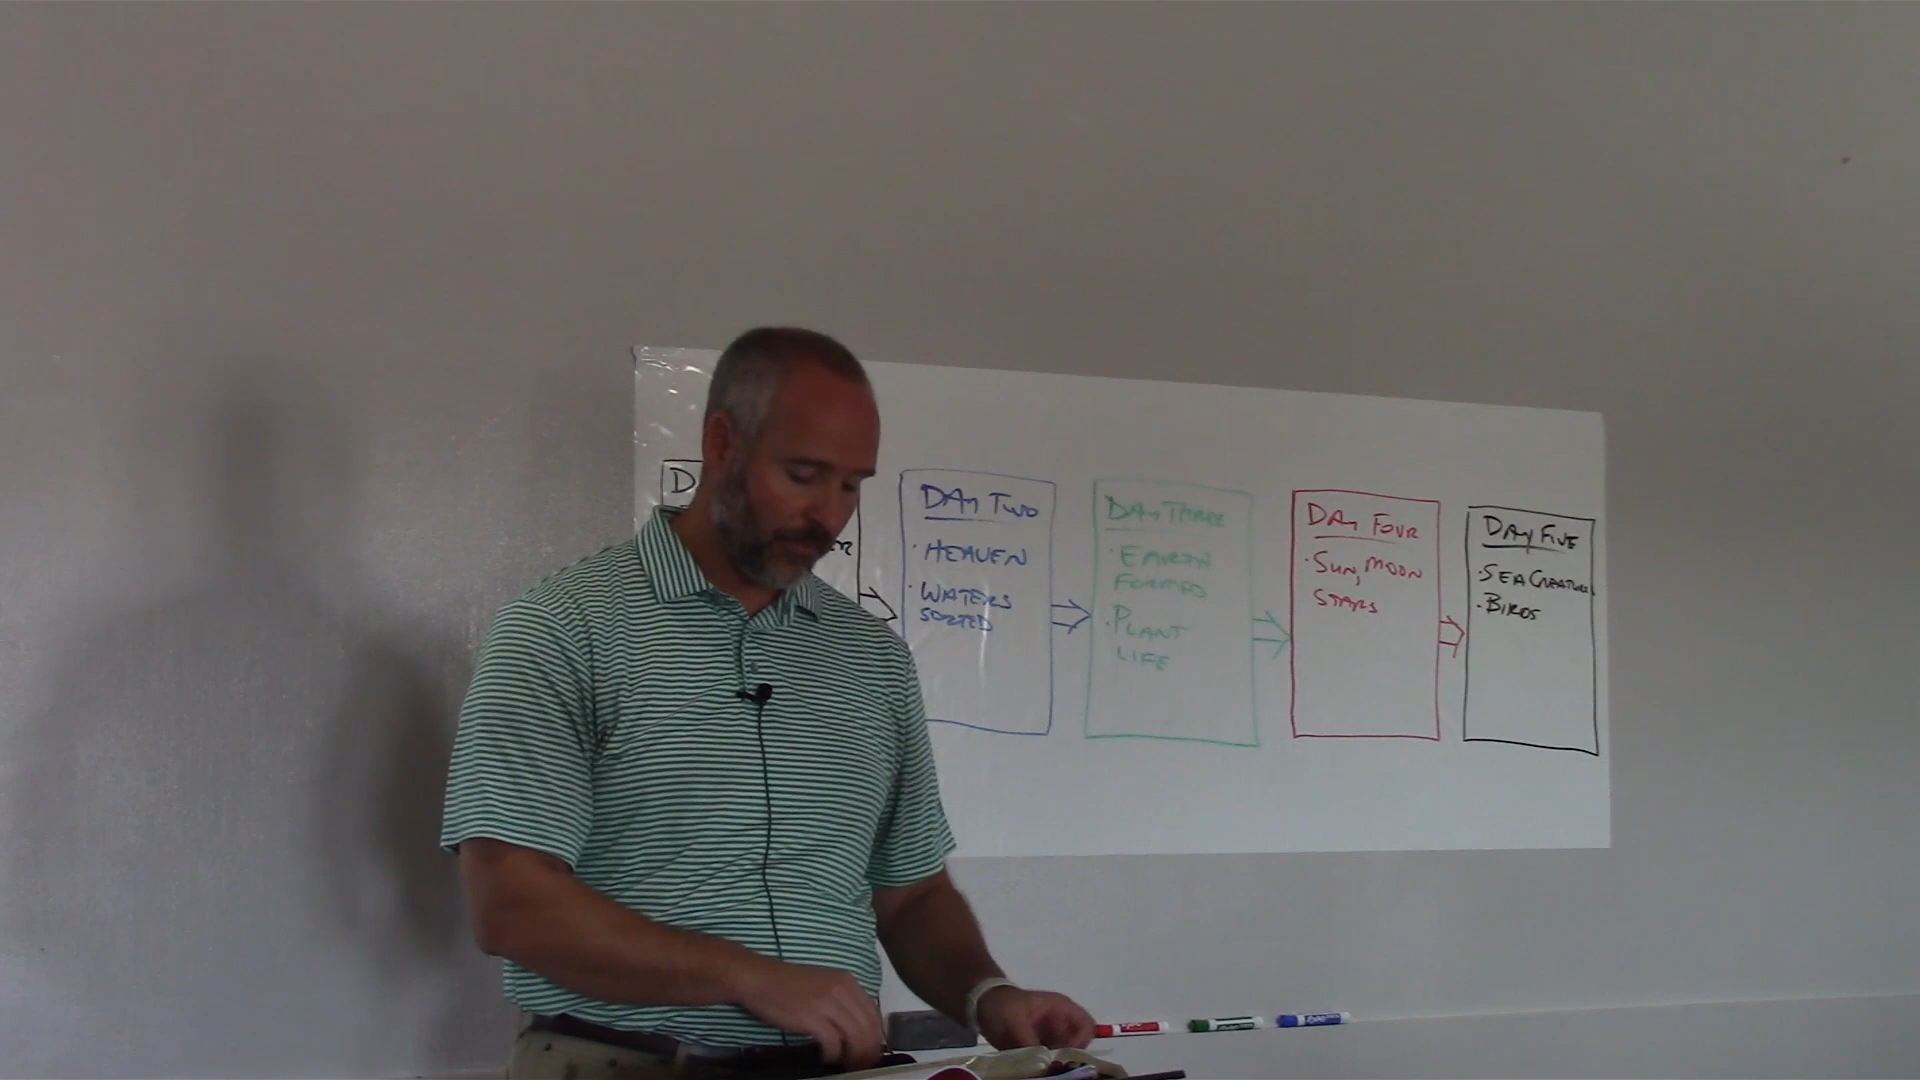 DAY TWO
· HEAVEN
· WATERS
SORTED
DAY THREE
· EARTH
FORMED
· PLANT
LIFE
DAY FOUR
· SUN, MOON
STARS
DAY FIVE
· SEA CREATURES
· BIRDS